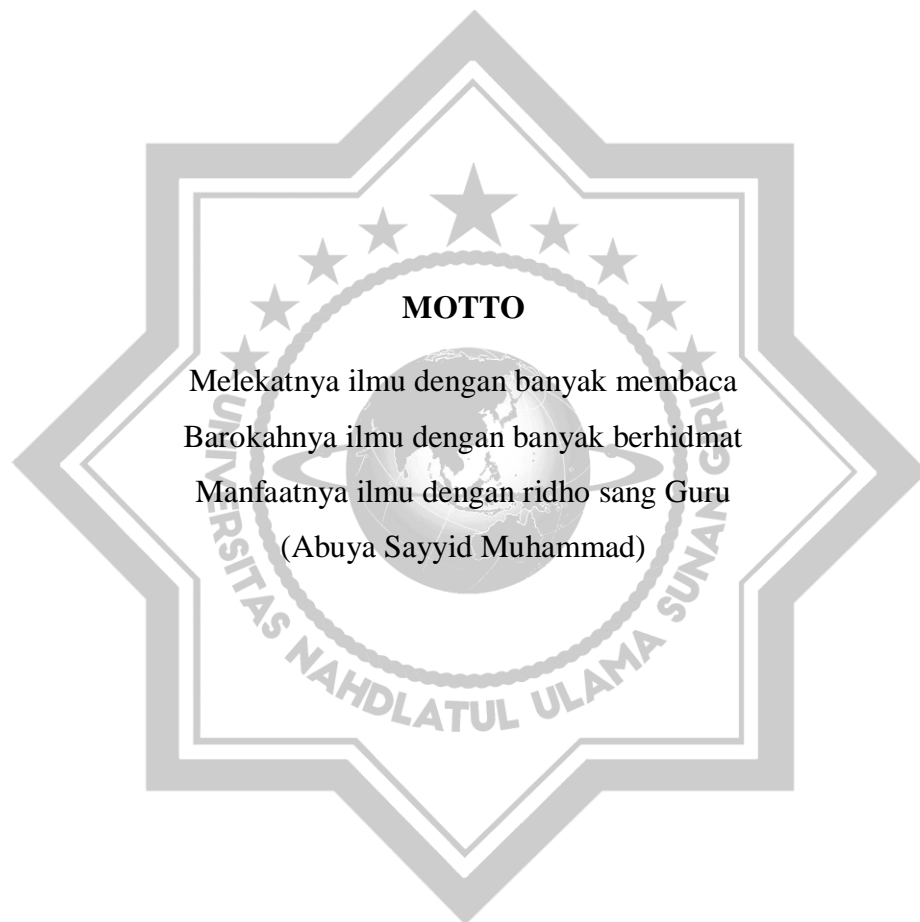 MOTTO
Melekatnya ilmu dengan banyak membaca
Barokahnya ilmu dengan banyak berhidmat
Manfaatnya ilmu dengan ridho sang Guru
(Abuya Sayyid Muhammad)
UNIVERSITAS NAHDLATUL ULAMA SUNAN GIRI